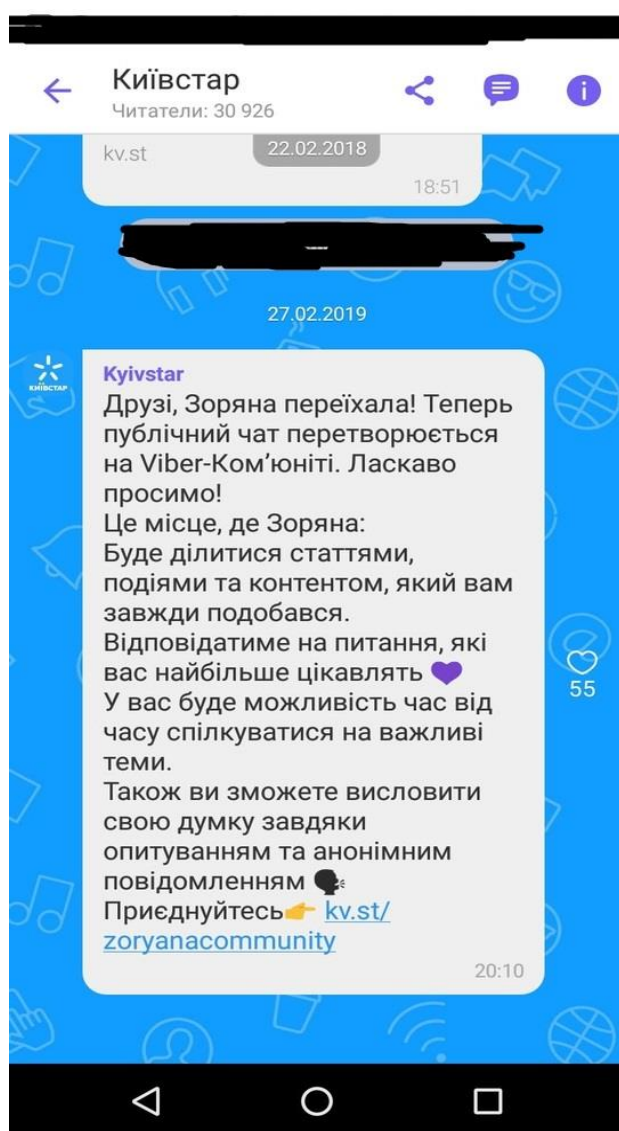 Київстар
Читатели: 30 926
kv.st
22.02.2018
18:51
27.02.2019
КИЇВСТАР
Kyivstar
Друзі, Зоряна переїхала! Теперь
публічний чат перетворюється
на Viber-Ком’юніті. Ласкаво
просимо!
Це місце, де Зоряна:
Буде ділитися статтями,
подіями та контентом, який вам
завжди подобався.
Відповідатиме на питання, які
вас найбільше цікавлять 💜
У вас буде можливість час від
часу спілкуватися на важливі
теми.
Також ви зможете висловити
свою думку завдяки
опитуванням та анонімним
повідомленням 🗣
Приєднуйтесь👉 kv.st/
zoryanacommunity
55
20:10